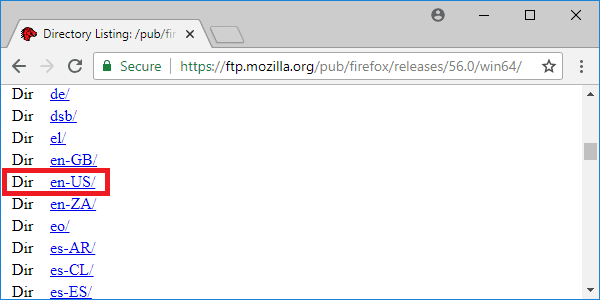 Directory Listing: /pub/fir
Secure https://ftp.mozilla.org/pub/firefox/releases/56.0/win64/
Dir de/
Dir dsb/
Dir el/
Dir en-GB/
Dir en-US/
Dir en-ZA/
Dir eo/
Dir es-AR/
Dir es-CL/
Dir es-ES/